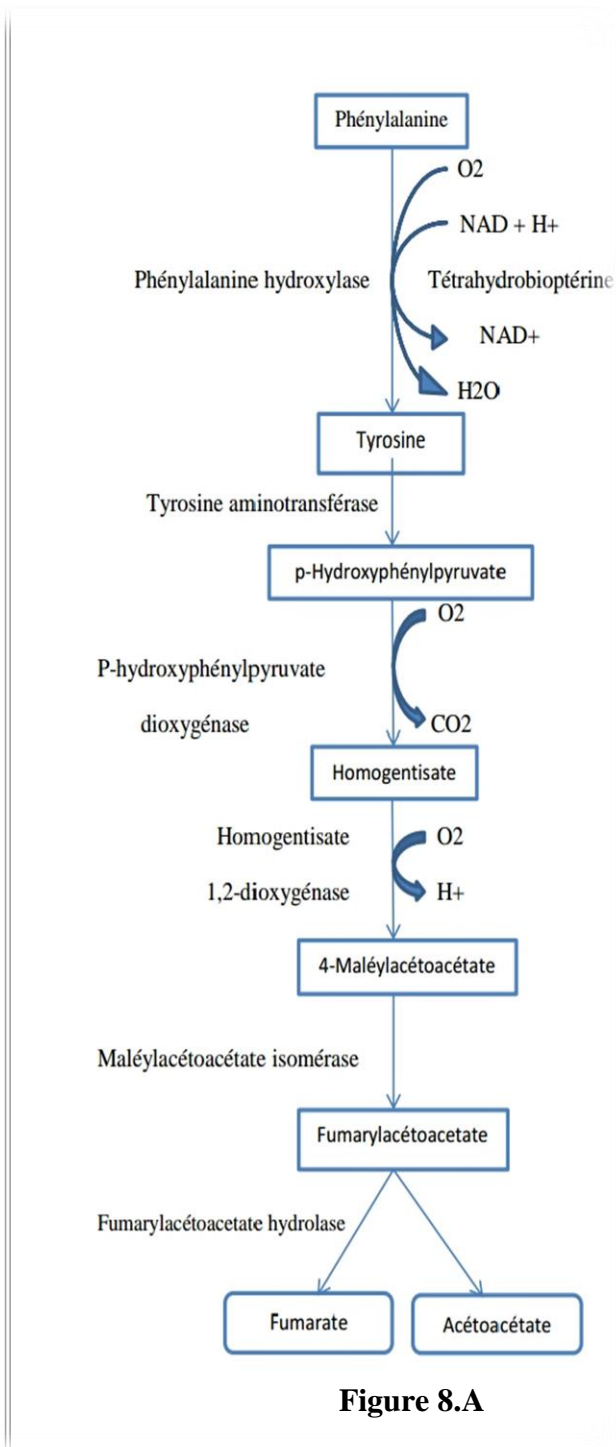 Phénylalanine
O2
NAD + H+
Phénylalanine hydroxylase
Tétrahydrobioptérine
NAD+
H2O
Tyrosine
Tyrosine aminotransférase
p-Hydroxyphénylpyruvate
O2
P-hydroxyphénylpyruvate
dioxygénase
CO2
Homogentisate
Homogentisate
O2
1,2-dioxygénase
H+
4-Maléylacétoacétate
Maléylacétoacétate isomérase
Fumarylacétoacetate
Fumarylacétoacetate hydrolase
Fumarate
Acétoacétate
Figure 8.A